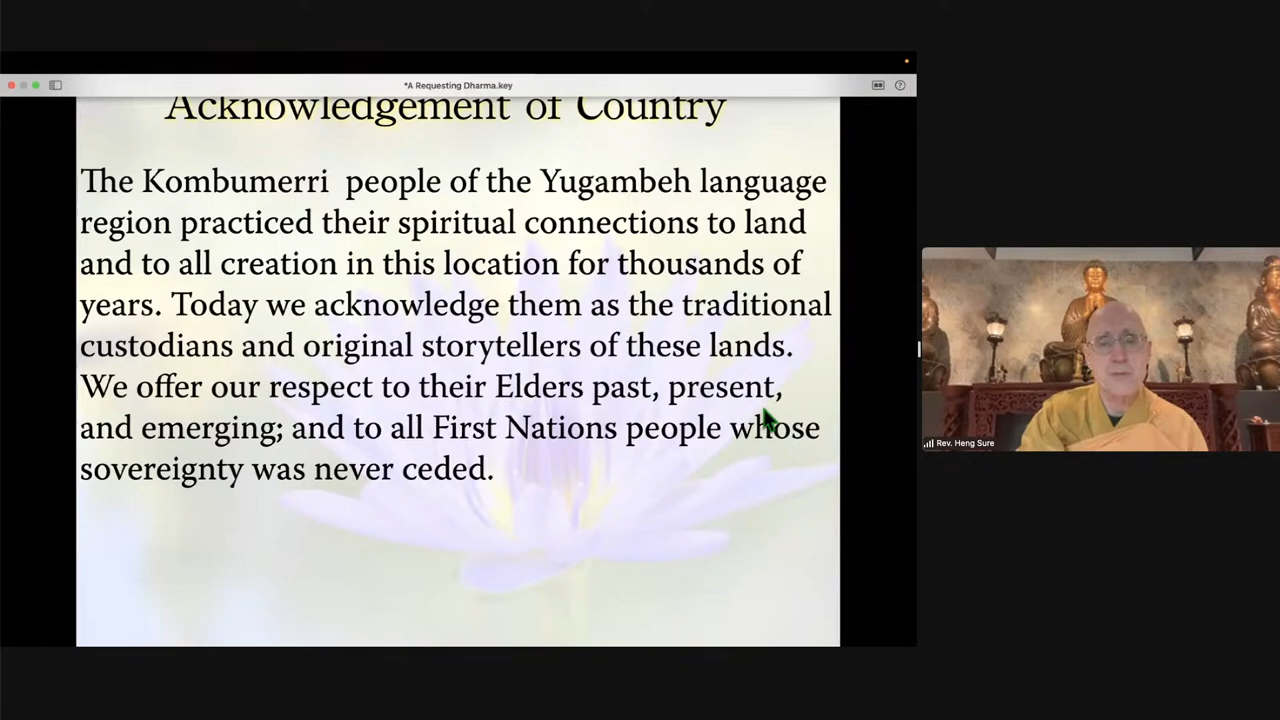 *A Requesting Dharma.key
Acknowledgement of Country
The Kombumerri  people of the Yugambeh language
region practiced their spiritual connections to land
and to all creation in this location for thousands of
years. Today we acknowledge them as the traditional
custodians and original storytellers of these lands.
We offer our respect to their Elders past, present,
and emerging; and to all First Nations people whose
sovereignty was never ceded.
Rev. Heng Sure